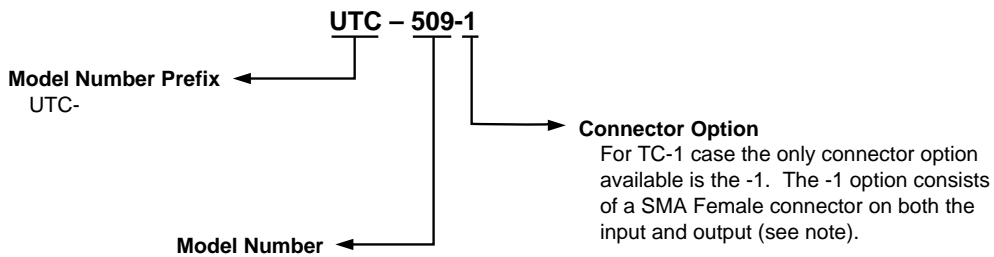 UTC – 509-1
Model Number Prefix
UTC-
Connector Option
For TC-1 case the only connector option
available is the -1. The -1 option consists
of a SMA Female connector on both the
input and output (see note).
Model Number